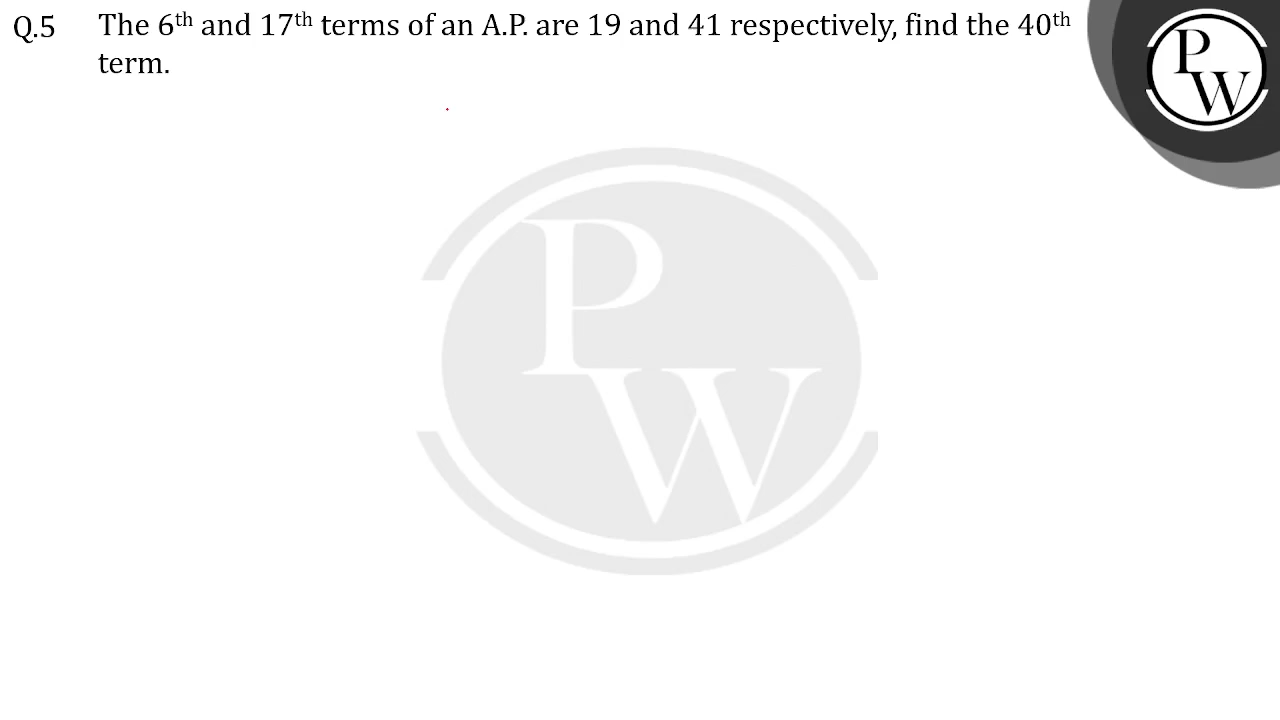 Q.5 The 6th and 17th terms of an A.P. are 19 and 41 respectively, find the 40th
term.
PW
PW